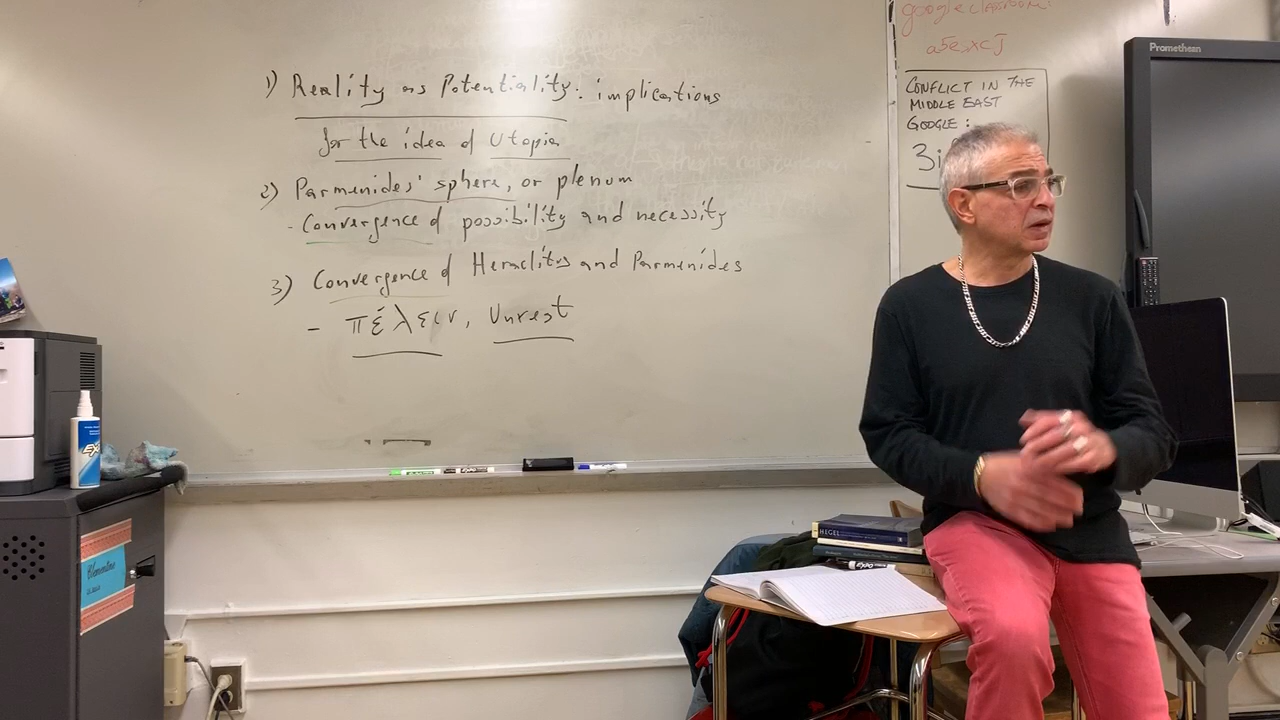 1) Reality as Potentiality: implications
for the idea of Utopia
2) Parmenides' sphere, or plenum
- Convergence of possibility and necessity
3) Convergence of Heraclitus and Parmenides
- πέλειν, Unrest
google classroom:
CONFLICT IN THE
MIDDLE EAST
GOOGLE:
Promethean
HEGEL